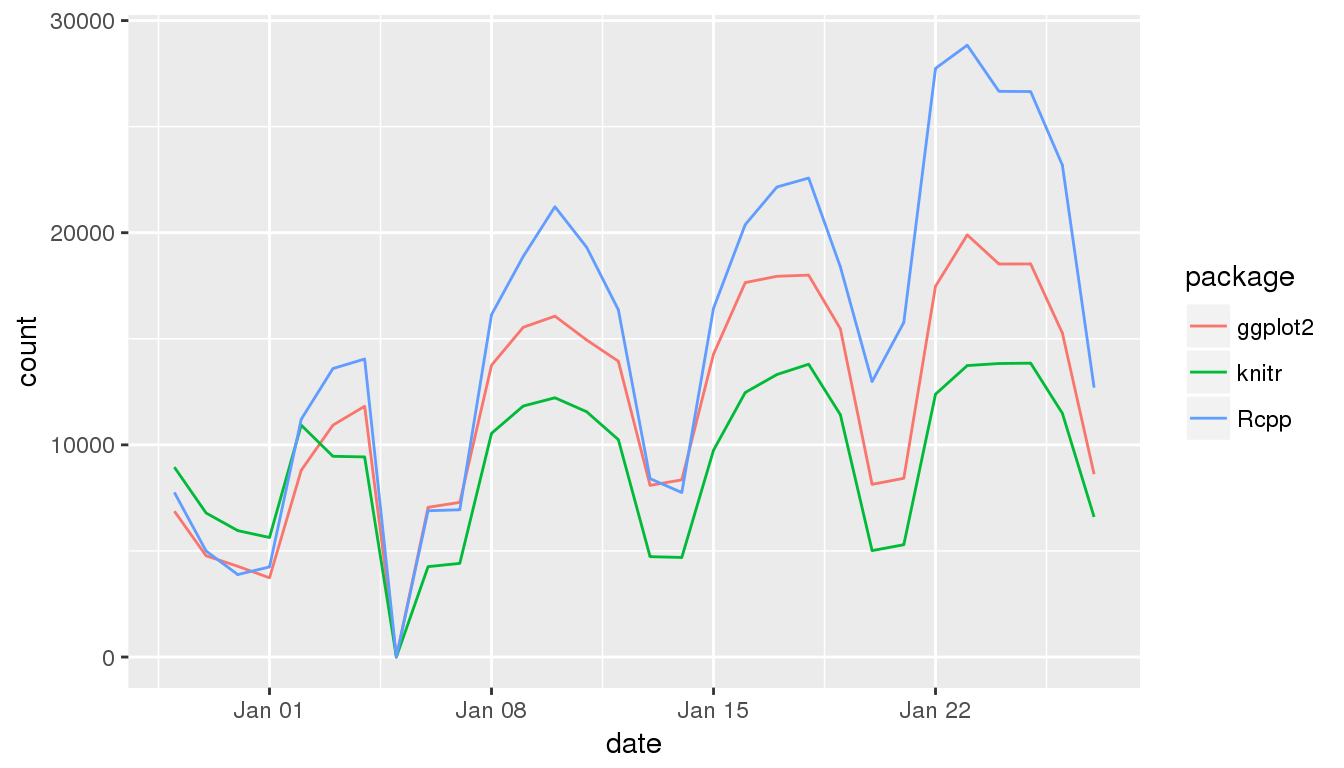 30000
20000
10000
0
count
Jan 01
Jan 08
Jan 15
Jan 22
date
package
ggplot2
knitr
Rcpp